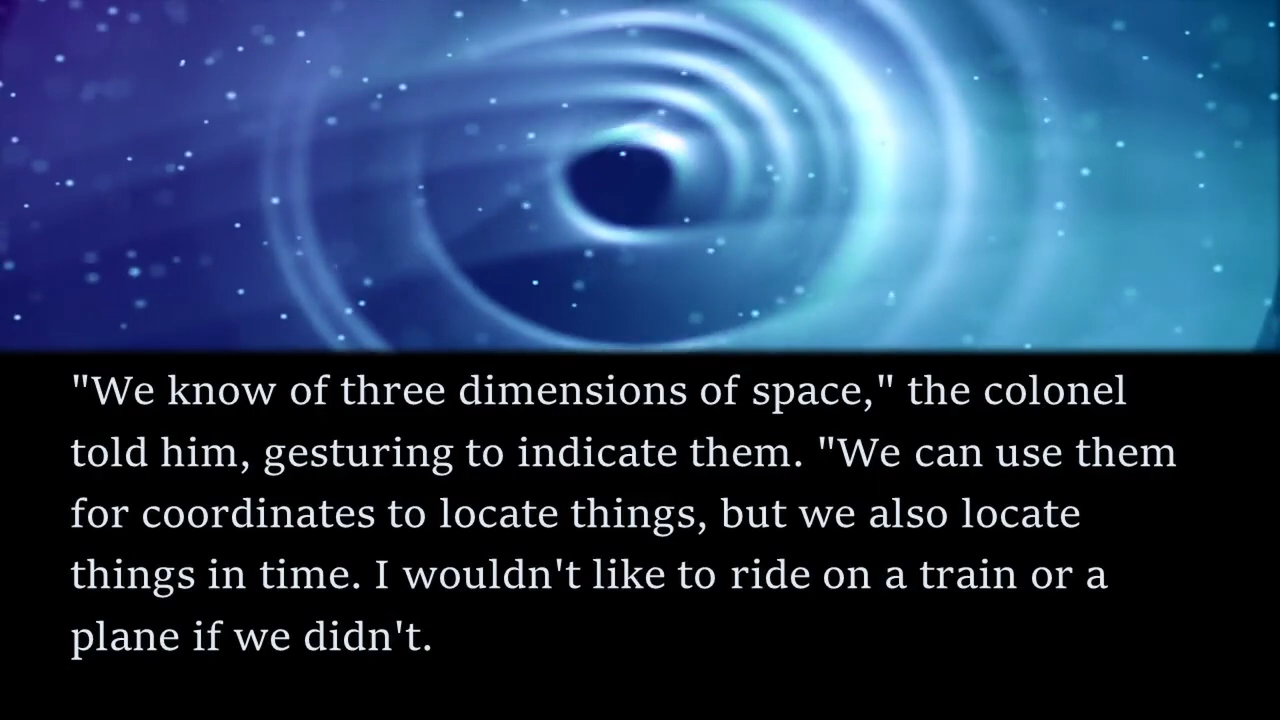 "We know of three dimensions of space," the colonel
told him, gesturing to indicate them. "We can use them
for coordinates to locate things, but we also locate
things in time. I wouldn't like to ride on a train or a
plane if we didn't.